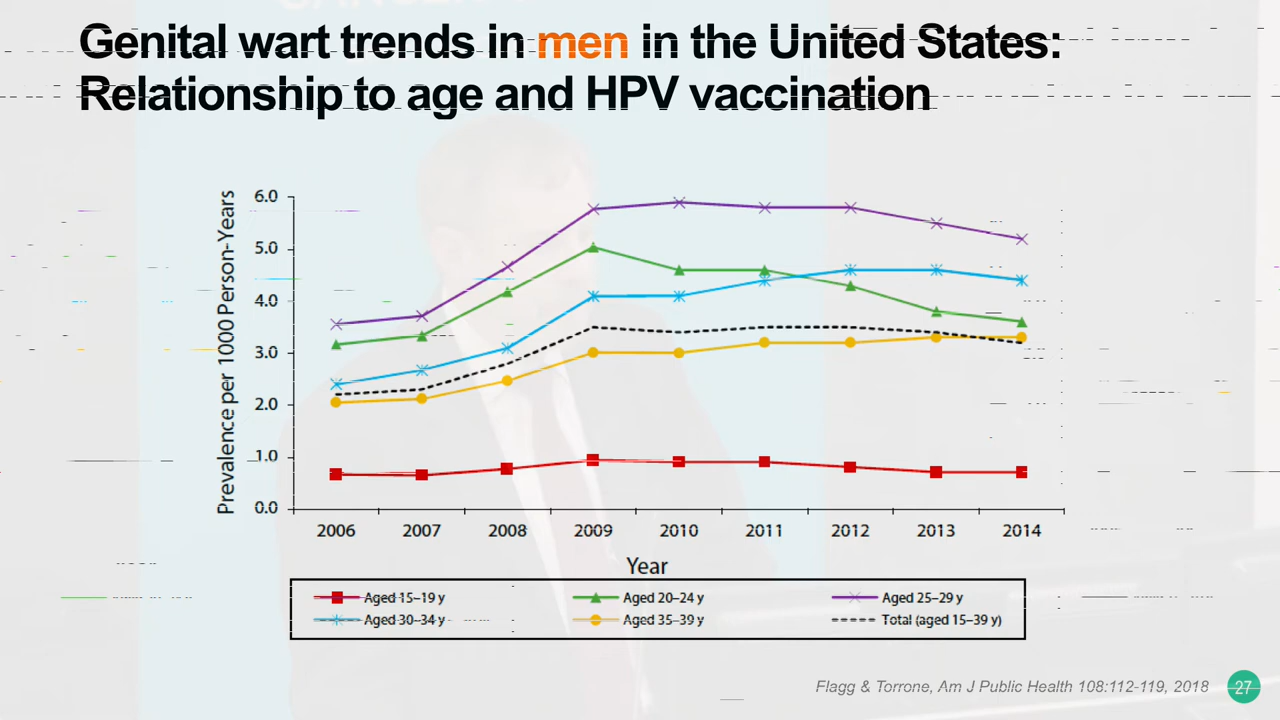 Genital wart trends in men in the United States:
Relationship to age and HPV vaccination
Prevalence per 1000 Person-Years
6.0
5.0
4.0
3.0
2.0
1.0
0.0
2006 2007 2008 2009 2010 2011 2012 2013 2014
Year
Aged 15–19 y Aged 20–24 y Aged 25–29 y
Aged 30–34 y Aged 35–39 y Total (aged 15–39 y)
Flagg & Torrone, Am J Public Health 108:112-119, 2018 27